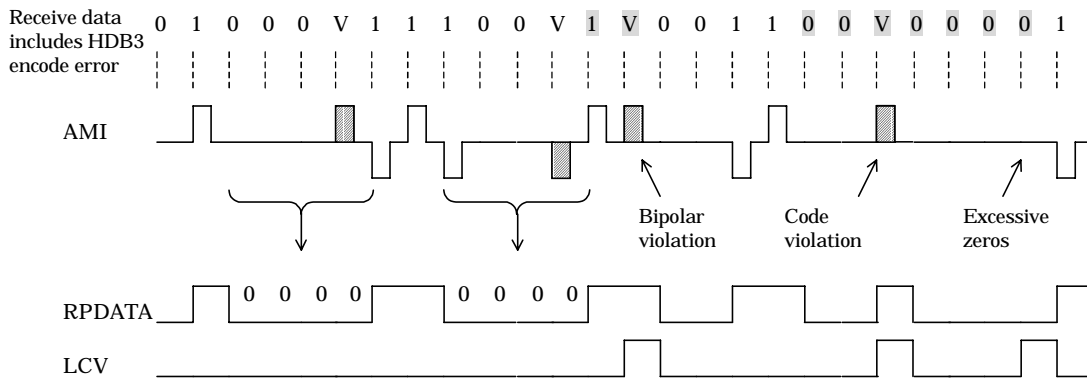 Receive data
includes HDB3
encode error
0 1 0 0 0 V 1 1 1 0 0 V 1 V 0 0 1 1 0 0 V 0 0 0 0 1
AMI
Bipolar
violation
Code
violation
Excessive
zeros
RPDATA
0 0 0 0
0 0 0 0
LCV